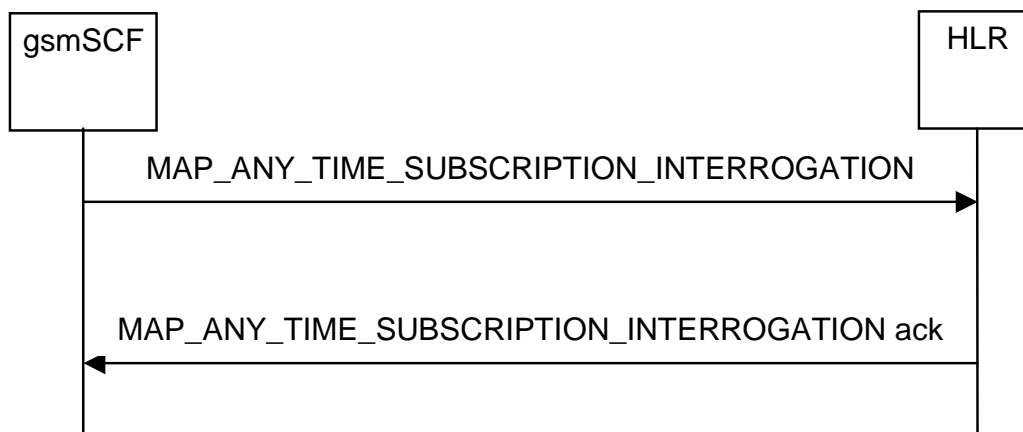 gsmSCF
HLR
MAP_ANY_TIME_SUBSCRIPTION_INTERROGATION
MAP_ANY_TIME_SUBSCRIPTION_INTERROGATION ack